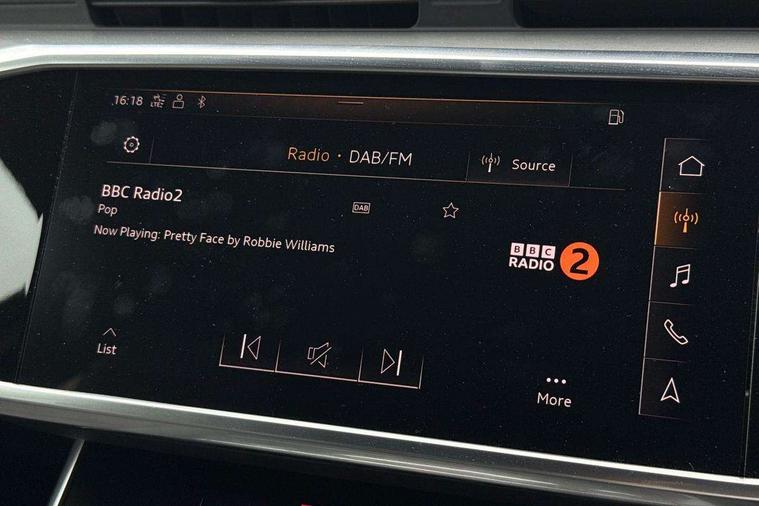 16:18 LTE
Radio · DAB/FM
Source
BBC Radio2
Pop
DAB
Now Playing: Pretty Face by Robbie Williams
BBC
RADIO 2
List
More